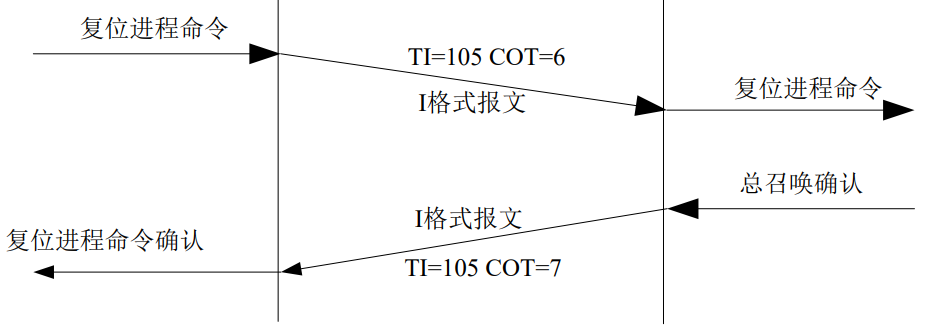 复位进程命令
TI=105 COT=6
I格式报文
复位进程命令
总召唤确认
I格式报文
复位进程命令确认
TI=105 COT=7